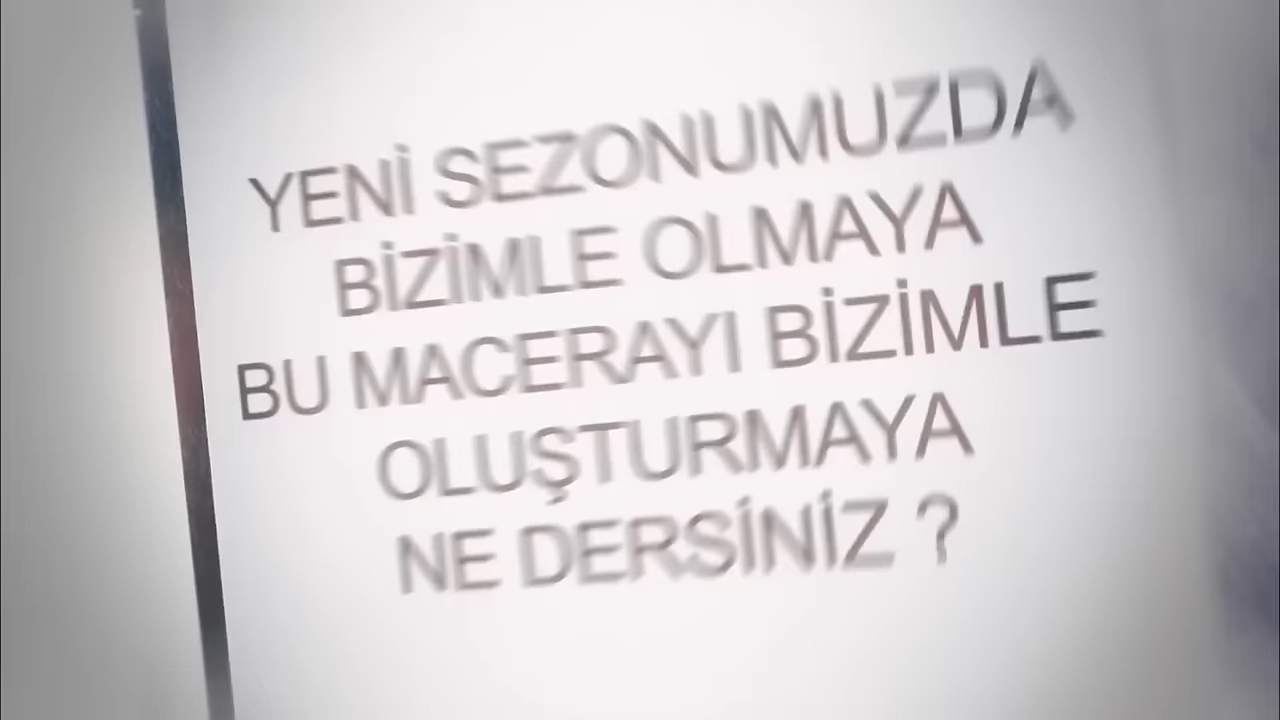 YENİ SEZONUMUZDA
BİZİMLE OLMAYA
BU MACERAYI BİZİMLE
OLUŞTURMAYA
NE DERSİNİZ ?